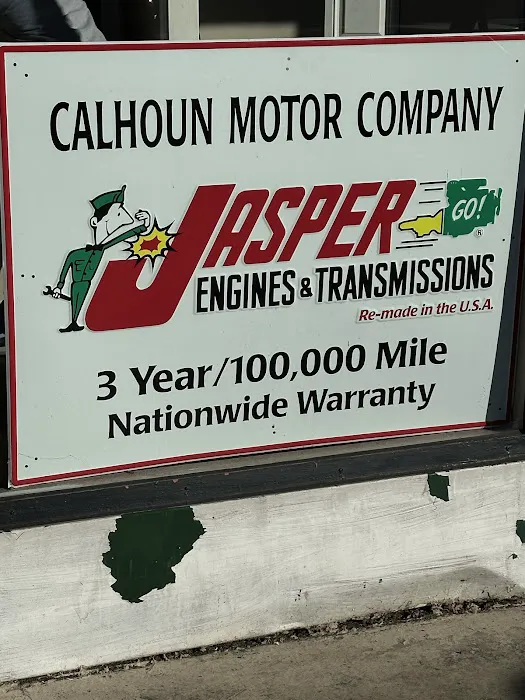 CALHOUN MOTOR COMPANY
JASPER
GO!
®
ENGINES & TRANSMISSIONS
Re-made in the U.S.A.
3 Year/100,000 Mile
Nationwide Warranty